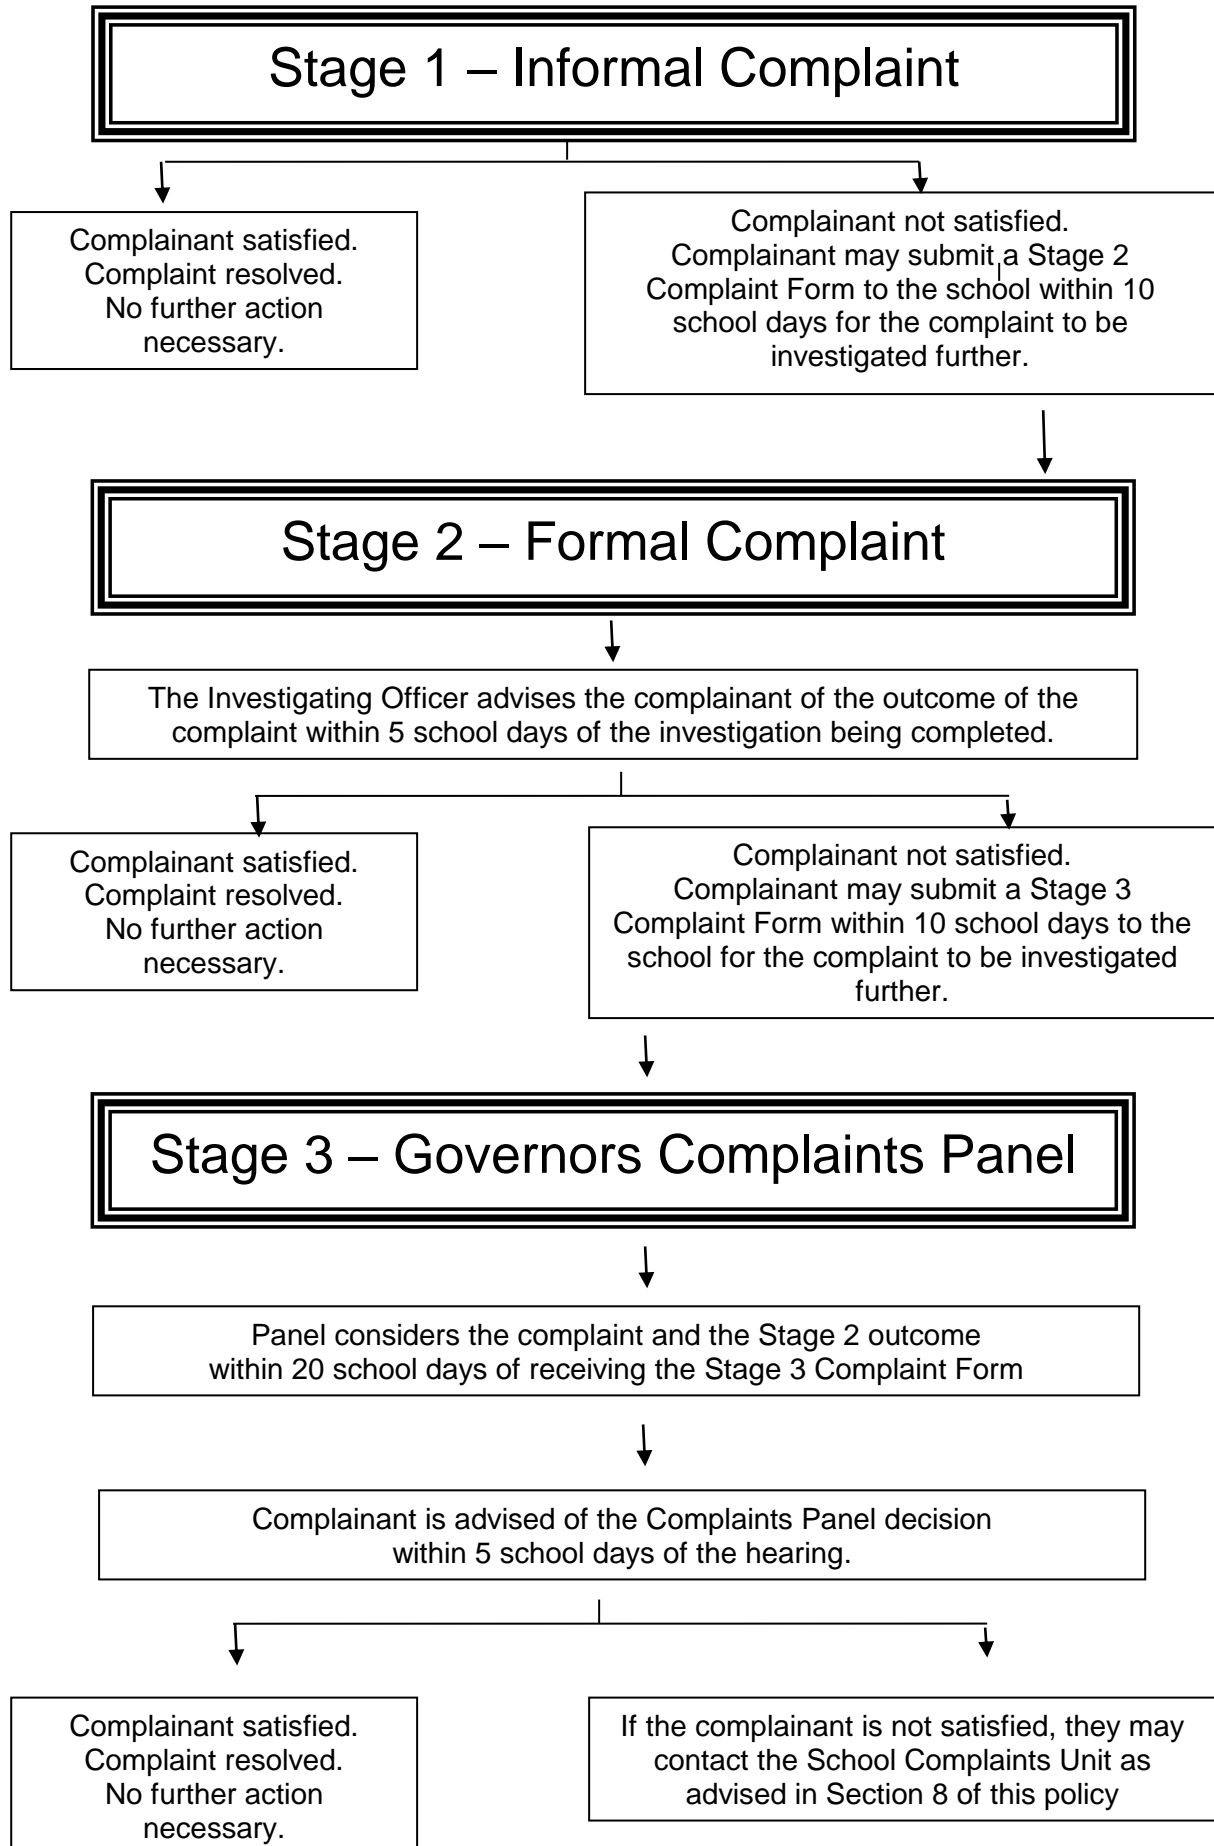 Stage 1 – Informal Complaint
Complainant satisfied.
Complaint resolved.
No further action
necessary.
Complainant not satisfied.
Complainant may submit a Stage 2
Complaint Form to the school within 10
school days for the complaint to be
investigated further.
Stage 2 – Formal Complaint
The Investigating Officer advises the complainant of the outcome of the
complaint within 5 school days of the investigation being completed.
Complainant satisfied.
Complaint resolved.
No further action
necessary.
Complainant not satisfied.
Complainant may submit a Stage 3
Complaint Form within 10 school days to the
school for the complaint to be investigated
further.
Stage 3 – Governors Complaints Panel
Panel considers the complaint and the Stage 2 outcome
within 20 school days of receiving the Stage 3 Complaint Form
Complainant is advised of the Complaints Panel decision
within 5 school days of the hearing.
Complainant satisfied.
Complaint resolved.
No further action
necessary.
If the complainant is not satisfied, they may
contact the School Complaints Unit as
advised in Section 8 of this policy